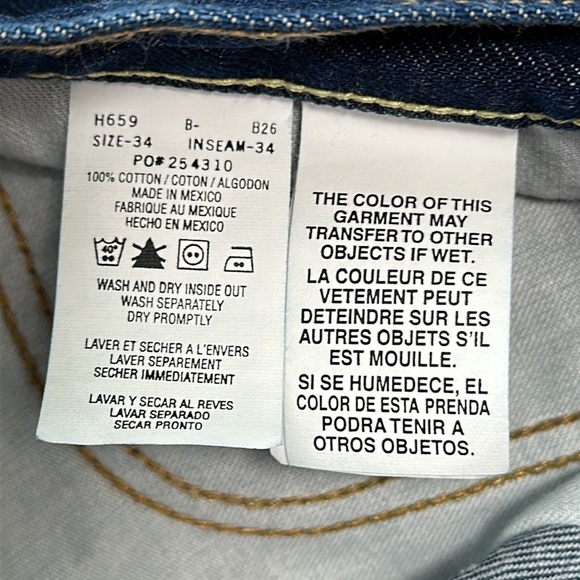 H659 B- B26
SIZE-34 INSEAM-34
PO# 254310
100% COTTON / COTON / ALGODON
MADE IN MEXICO
FABRIQUE AU MEXIQUE
HECHO EN MEXICO
40°
WASH AND DRY INSIDE OUT
WASH SEPARATELY
DRY PROMPTLY
LAVER ET SECHER A L'ENVERS
LAVER SEPAREMENT
SECHER IMMEDIATEMENT
LAVAR Y SECAR AL REVES
LAVAR SEPARADO
SECAR PRONTO
THE COLOR OF THIS
GARMENT MAY
TRANSFER TO OTHER
OBJECTS IF WET.
LA COULEUR DE CE
VETEMENT PEUT
DETEINDRE SUR LES
AUTRES OBJETS S'IL
EST MOUILLE.
SI SE HUMEDECE, EL
COLOR DE ESTA PRENDA
PODRA TENIR A
OTROS OBJETOS.